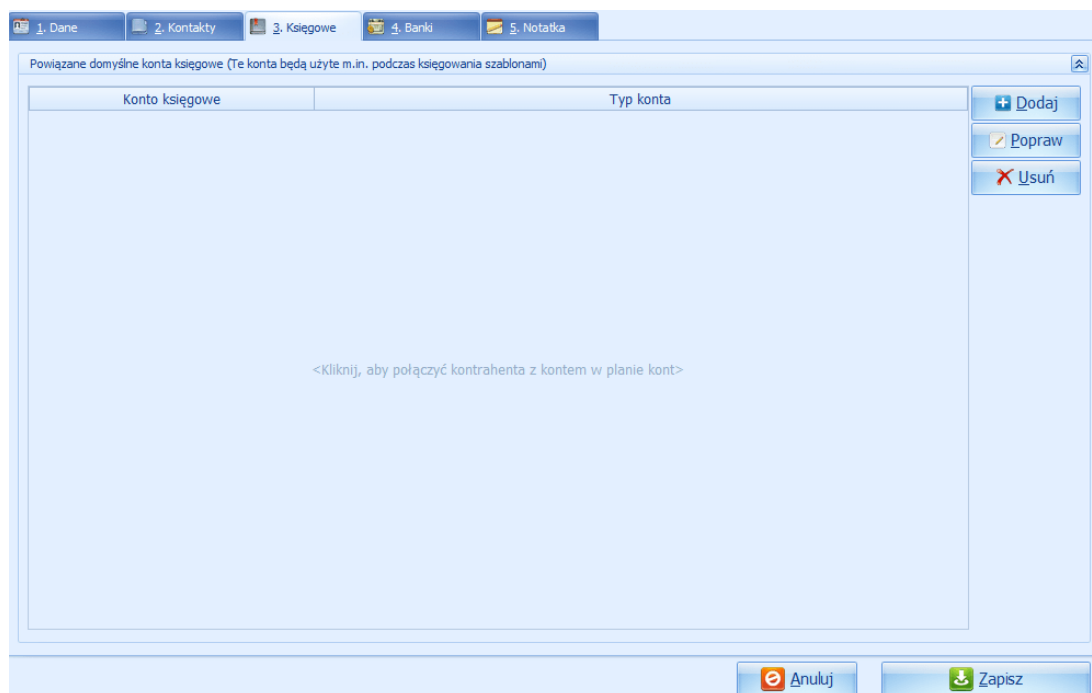 1. Dane 2. Kontakty 3. Księgowe 4. Banki 5. Notatka
Powiązane domyślne konta księgowe (Te konta będą użyte m.in. podczas księgowania szablonami)
Konto księgowe Typ konta
Dodaj
Popraw
Usuń
<Kliknij, aby połączyć kontrahenta z kontem w planie kont>
Anuluj Zapisz